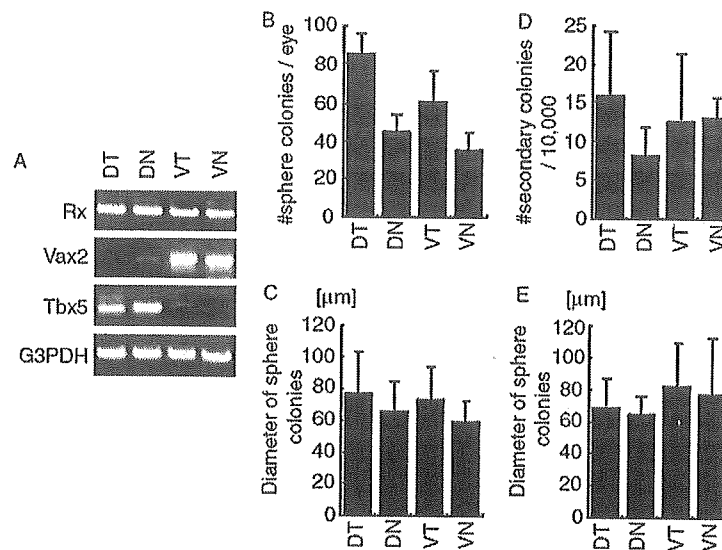 A
DT DN VT VN
Rx
Vax2
Tbx5
G3PDH
B
#sphere colonies / eye
100
80
60
40
20
0
DT DN VT VN
C
[µm]
Diameter of sphere
colonies
120
100
80
60
40
20
0
DT DN VT VN
D
#secondary colonies
/ 10,000
25
20
15
10
5
0
DT DN VT VN
E
[µm]
Diameter of sphere
colonies
120
100
80
60
40
20
0
DT DN VT VN